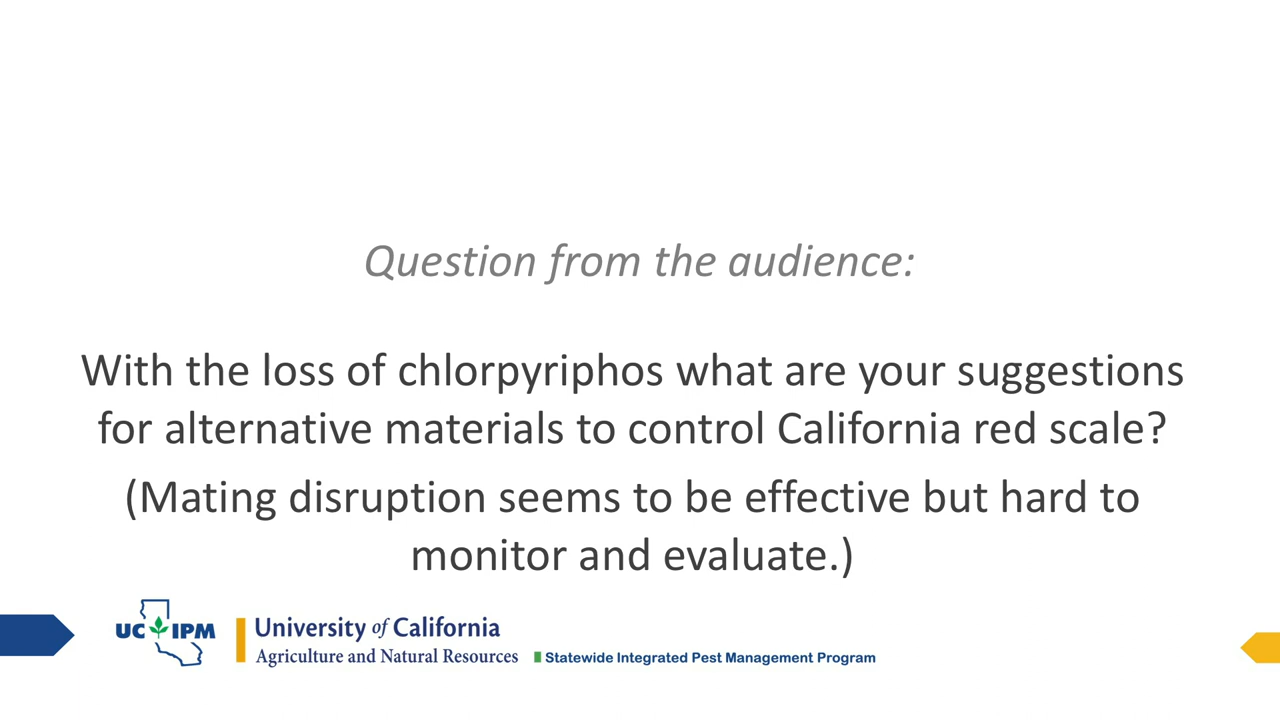 Question from the audience:
With the loss of chlorpyriphos what are your suggestions
for alternative materials to control California red scale?
(Mating disruption seems to be effective but hard to
monitor and evaluate.)
UC IPM
University of California
Agriculture and Natural Resources
Statewide Integrated Pest Management Program